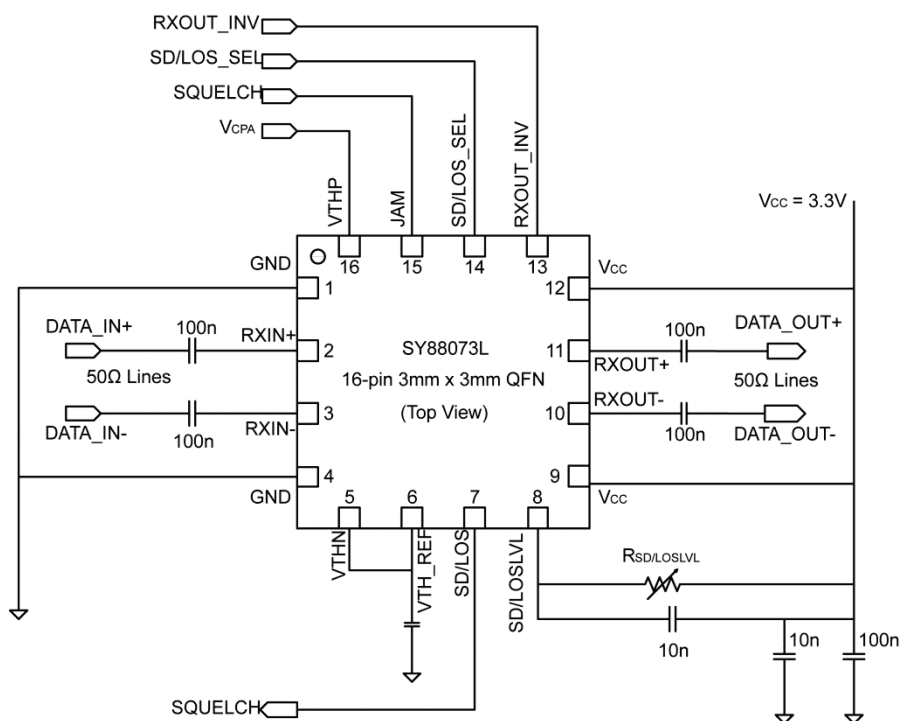 RXOUT_INV
SD/LOS_SEL
SQUELCH
VCPA
VTHP
JAM
SD/LOS_SEL
RXOUT_INV
VCC = 3.3V
GND
16
15
14
13
VCC
1
12
DATA_IN+
100n
RXIN+
2
SY88073L
11
100n
DATA_OUT+
50Ω Lines
16-pin 3mm x 3mm QFN
RXOUT+
50Ω Lines
(Top View)
RXOUT-
3
10
DATA_IN-
100n
RXIN-
100n
DATA_OUT-
4
9
GND
5
6
7
8
VCC
VTHN
VTH_REF
SD/LOS
SD/LOSLVL
RSD/LOSLVL
10n
10n
100n
SQUELCH